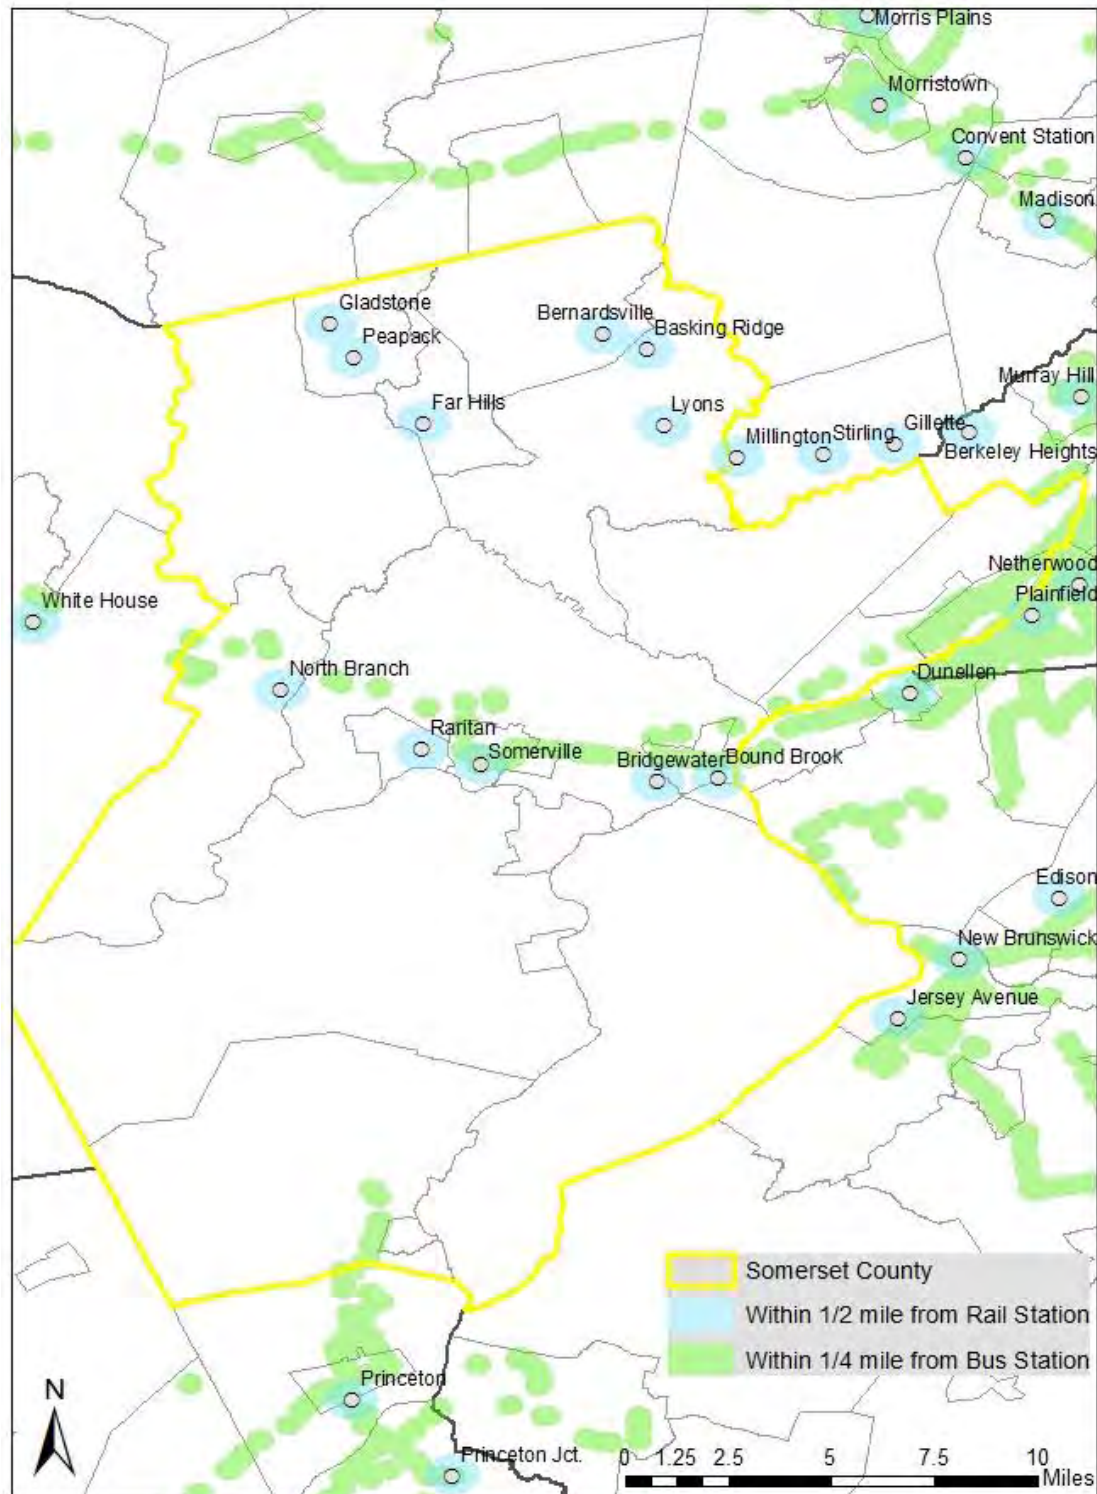 Morris Plains
Morristown
Convent Station
Madison
Gladstone
Peapack
Bernardsville
Basking Ridge
Murray Hill
Far Hills
Lyons
Millington
Stirling
Gillette
Berkeley Heights
Netherwood
Plainfield
White House
North Branch
Dunellen
Raritan
Somerville
Bridgewater
Bound Brook
Edison
New Brunswick
Jersey Avenue
Somerset County
Within 1/2 mile from Rail Station
Within 1/4 mile from Bus Station
N
Princeton
Princeton Jct.
0 1.25 2.5 5 7.5 10
Miles